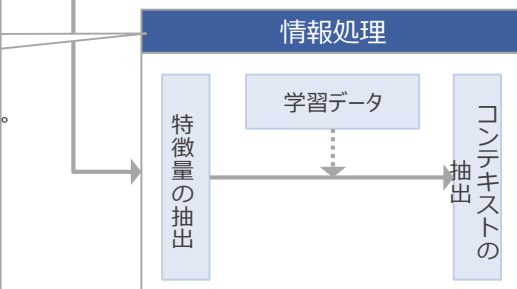 情報処理
。
学習データ
特徴量の抽出
コンテキストの
抽出